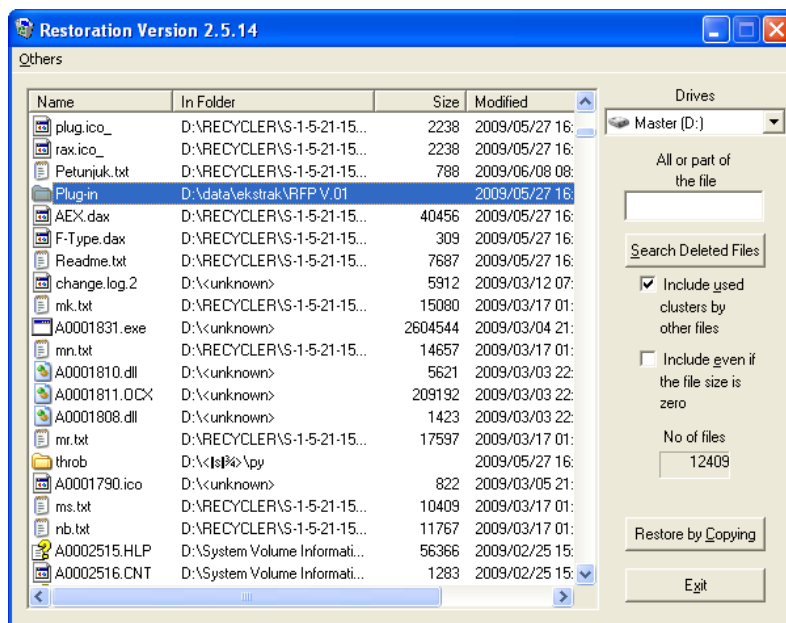 Restoration Version 2.5.14
Others
Name In Folder Size Modified
plug.ico_ D:\RECYCLER\S-1-5-21-15... 2238 2009/05/27 16:
rax.ico_ D:\RECYCLER\S-1-5-21-15... 2238 2009/05/27 16:
Petunjuk.txt D:\RECYCLER\S-1-5-21-15... 788 2009/06/08 08:
Plug-in D:\data\ekstrak\RFP V.01 2009/05/27 16:
AEX.dax D:\RECYCLER\S-1-5-21-15... 40456 2009/05/27 16:
F-Type.dax D:\RECYCLER\S-1-5-21-15... 309 2009/05/27 16:
Readme.txt D:\RECYCLER\S-1-5-21-15... 7687 2009/05/27 16:
change.log.2 D:\<unknown> 5912 2009/03/12 07:
mk.txt D:\RECYCLER\S-1-5-21-15... 15080 2009/03/17 01:
A0001831.exe D:\<unknown> 2604544 2009/03/04 21:
mn.txt D:\RECYCLER\S-1-5-21-15... 14657 2009/03/17 01:
A0001810.dll D:\<unknown> 5621 2009/03/03 22:
A0001811.OCX D:\<unknown> 209192 2009/03/03 22:
A0001808.dll D:\<unknown> 1423 2009/03/03 22:
mr.txt D:\RECYCLER\S-1-5-21-15... 17597 2009/03/17 01:
throb 2009/05/27 16:
A0001790.ico D:\<unknown> 822 2009/03/05 21:
ms.txt D:\RECYCLER\S-1-5-21-15... 10409 2009/03/17 01:
nb.txt D:\RECYCLER\S-1-5-21-15... 11767 2009/03/17 01:
A0002515.HLP D:\System Volume Informati... 56366 2009/02/25 15:
A0002516.CNT D:\System Volume Informati... 1283 2009/02/25 15:
Drives
Master (D:)
All or part of
the file
Search Deleted Files
Include used
clusters by
other files
Include even if
the file size is
zero
No of files
12409
Restore by Copying
Exit